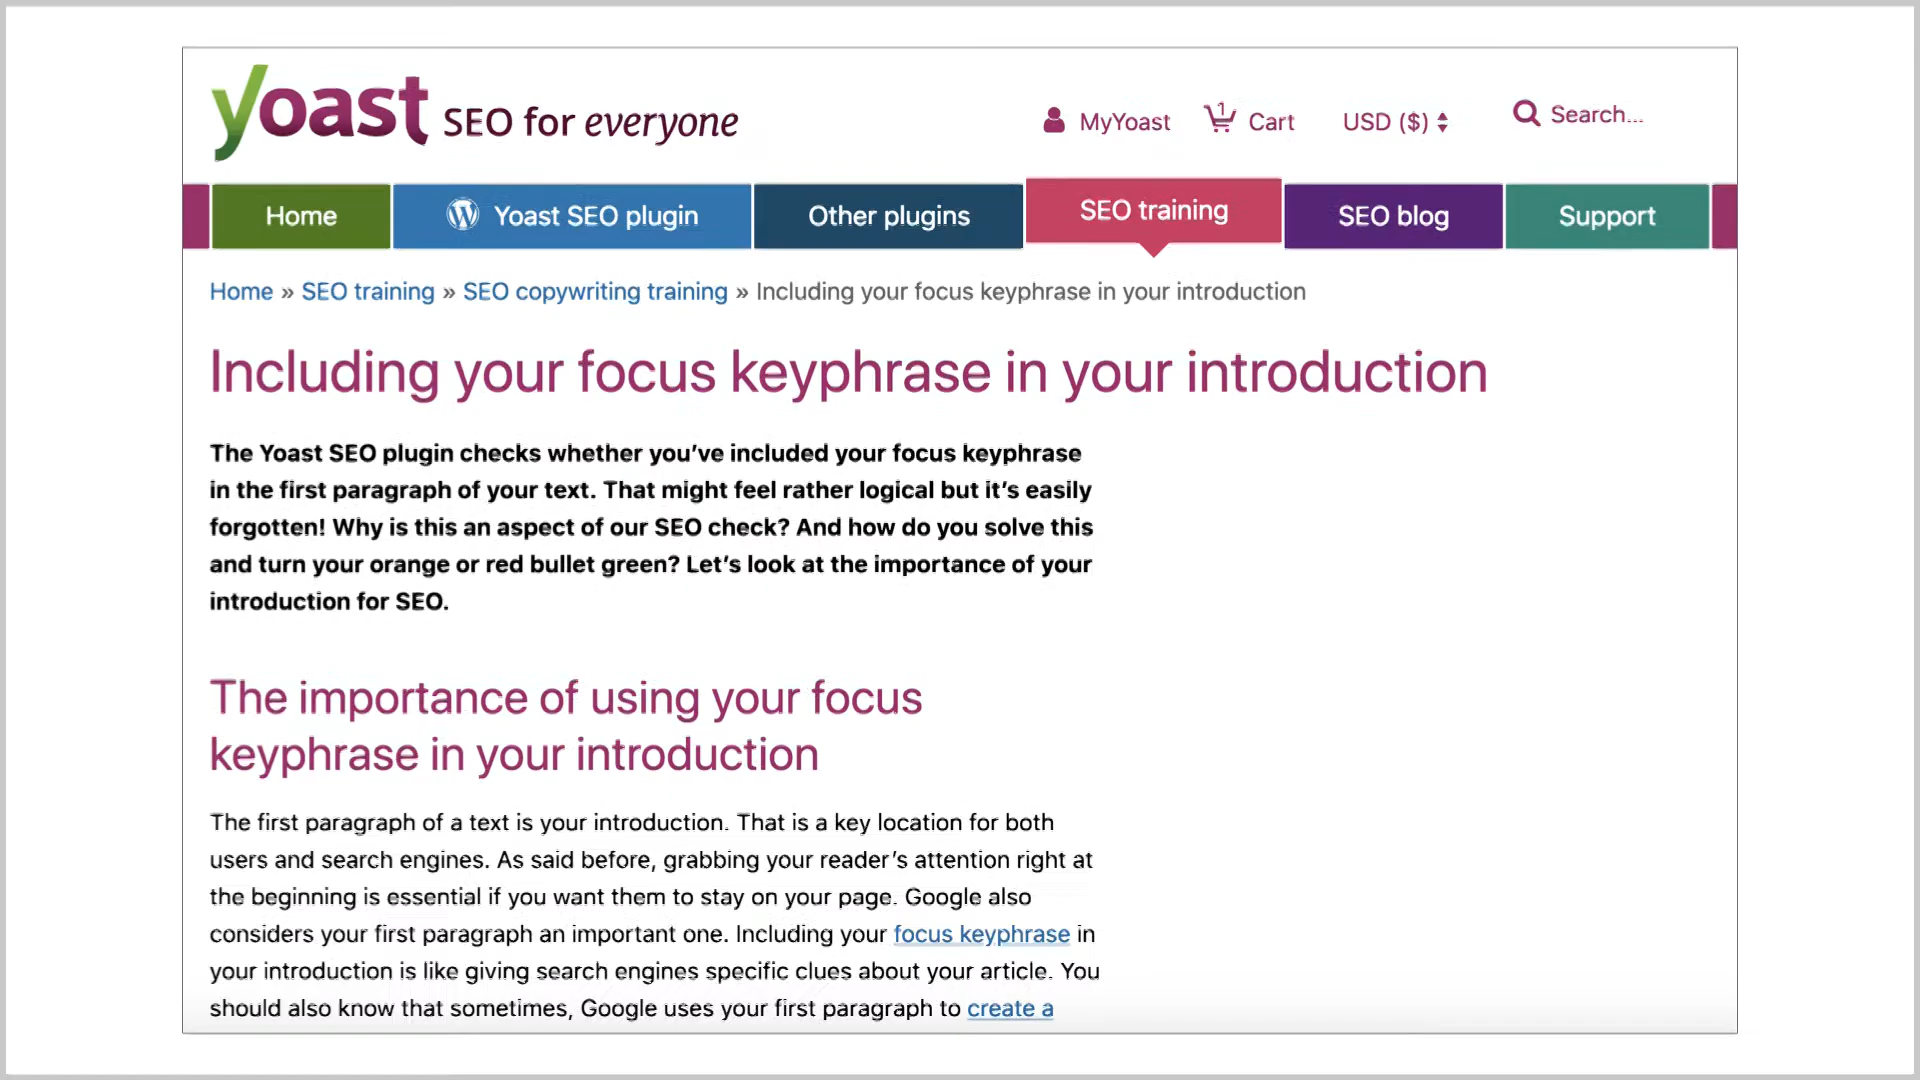 yoast SEO for everyone
MyYoast 1 Cart USD ($) Search...
Home Yoast SEO plugin Other plugins SEO training SEO blog Support
Home » SEO training » SEO copywriting training » Including your focus keyphrase in your introduction
Including your focus keyphrase in your introduction
The Yoast SEO plugin checks whether you’ve included your focus keyphrase
in the first paragraph of your text. That might feel rather logical but it’s easily
forgotten! Why is this an aspect of our SEO check? And how do you solve this
and turn your orange or red bullet green? Let’s look at the importance of your
introduction for SEO.
The importance of using your focus
keyphrase in your introduction
The first paragraph of a text is your introduction. That is a key location for both
users and search engines. As said before, grabbing your reader’s attention right at
the beginning is essential if you want them to stay on your page. Google also
considers your first paragraph an important one. Including your focus keyphrase in
your introduction is like giving search engines specific clues about your article. You
should also know that sometimes, Google uses your first paragraph to create a